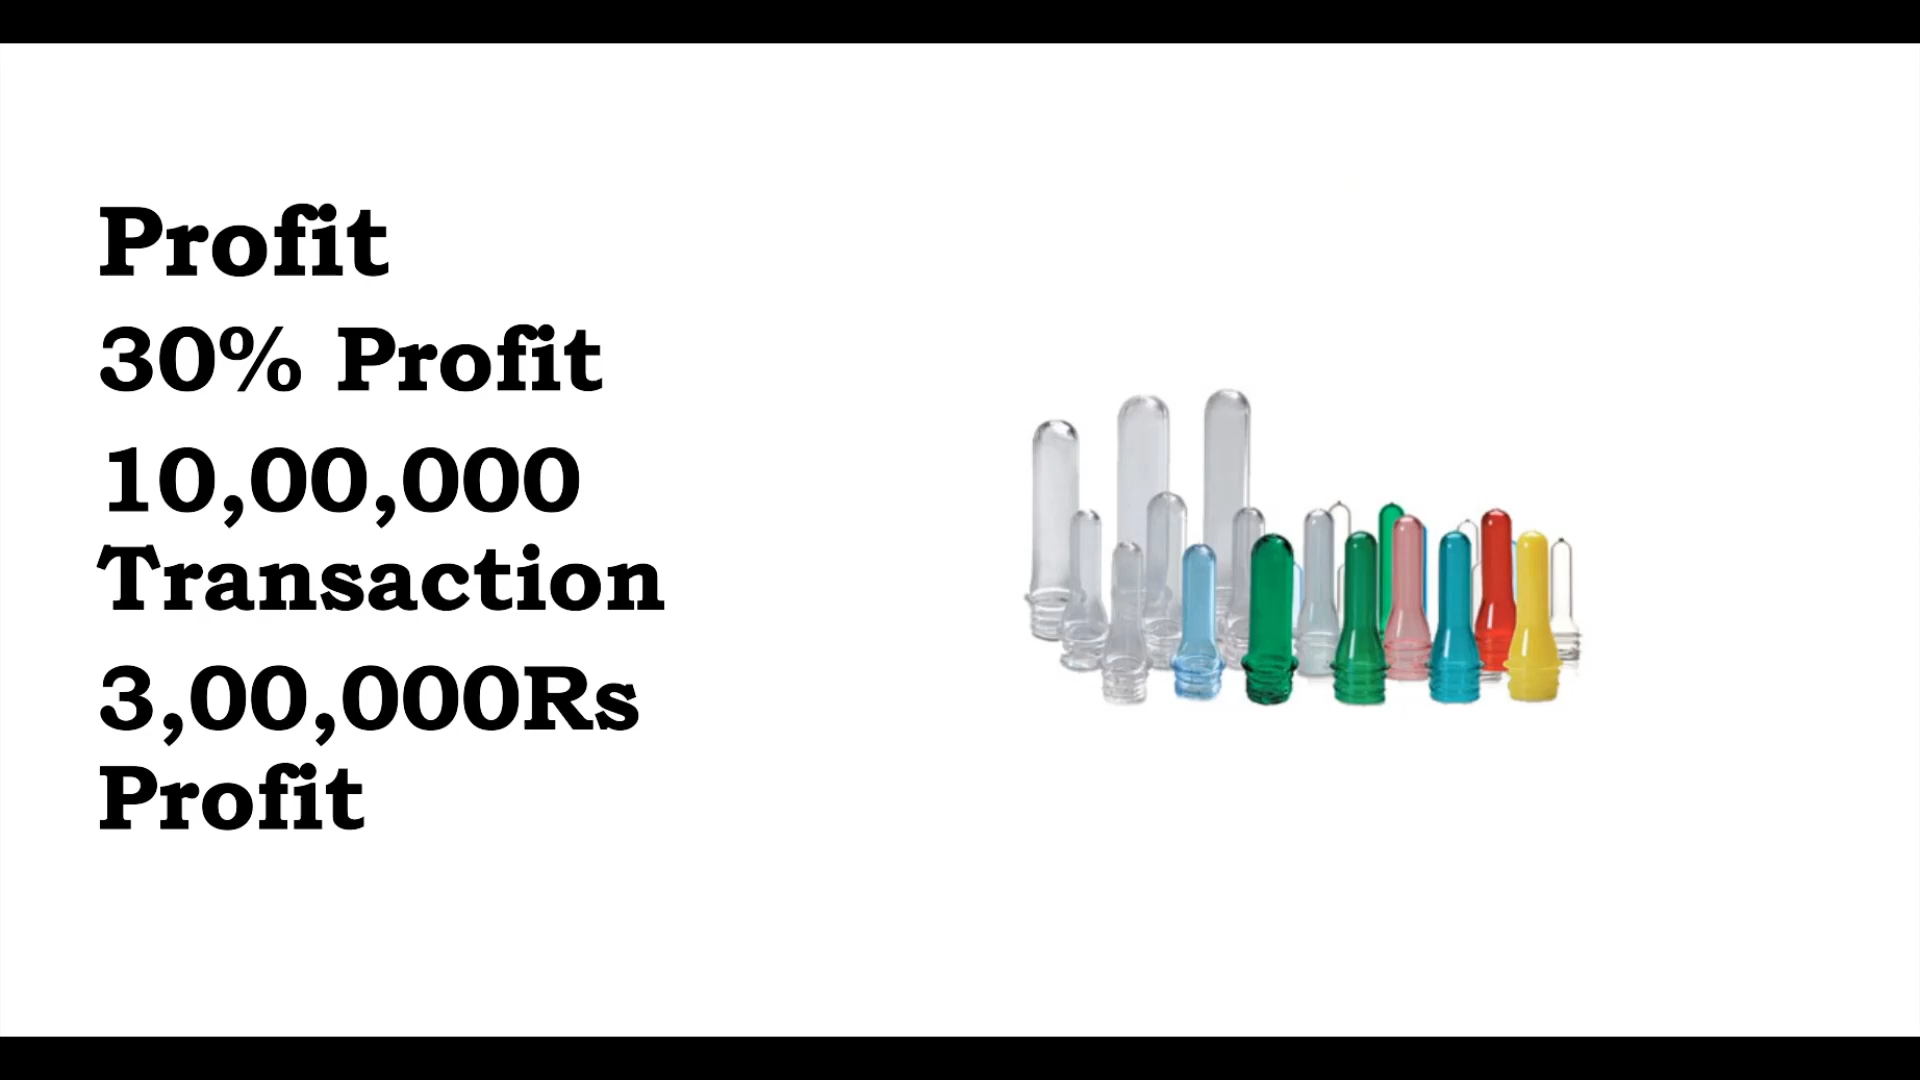 Profit
30% Profit
10,00,000
Transaction
3,00,000Rs
Profit